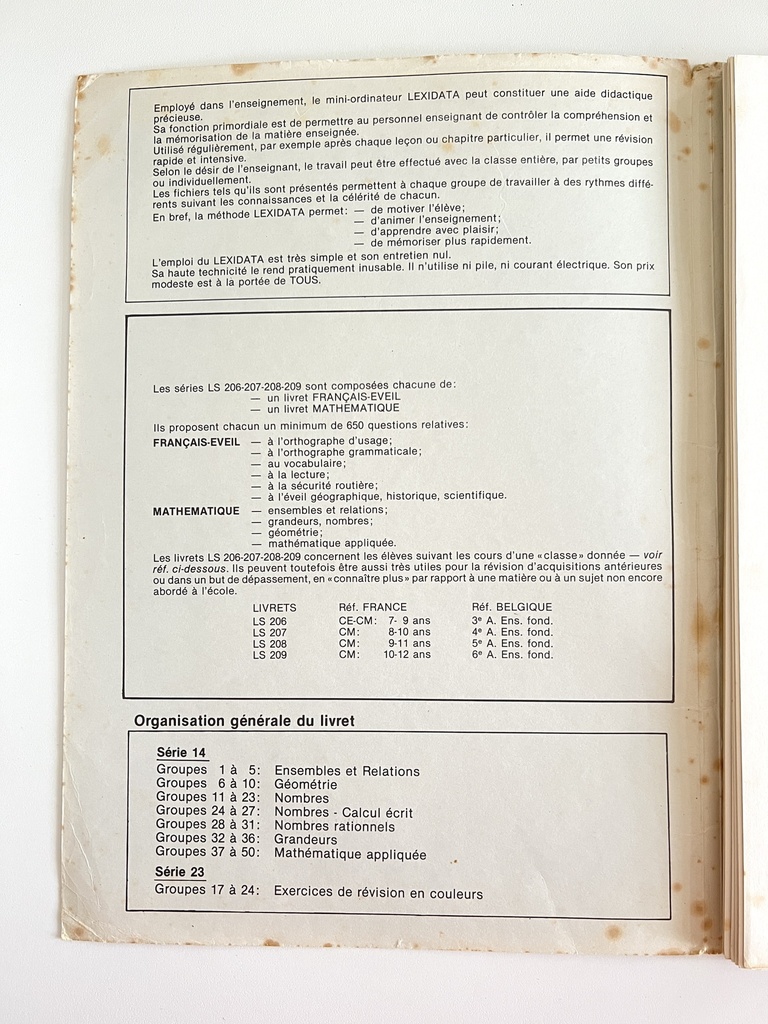 Employé dans l'enseignement, le mini-ordinateur LEXIDATA peut constituer une aide didactique
précieuse.
Sa fonction primordiale est de permettre au personnel enseignant de contrôler la compréhension et
la mémorisation de la matière enseignée.
Utilisé régulièrement, par exemple après chaque leçon ou chapitre particulier, il permet une révision
rapide et intensive.
Selon le désir de l'enseignant, le travail peut être effectué avec la classe entière, par petits groupes
ou individuellement.
Les fichiers tels qu'ils sont présentés permettent à chaque groupe de travailler à des rythmes diffé-
rents suivant les connaissances et la célérité de chacun.
En bref, la méthode LEXIDATA permet: — de motiver l'élève;
— d'animer l'enseignement;
— d'apprendre avec plaisir;
— de mémoriser plus rapidement.
L'emploi du LEXIDATA est très simple et son entretien nul.
Sa haute technicité le rend pratiquement inusable. Il n'utilise ni pile, ni courant électrique. Son prix
modeste est à la portée de TOUS.
Les séries LS 206-207-208-209 sont composées chacune de:
— un livret FRANÇAIS-EVEIL
— un livret MATHEMATIQUE
Ils proposent chacun un minimum de 650 questions relatives:
FRANÇAIS-EVEIL — à l'orthographe d'usage;
— à l'orthographe grammaticale;
— au vocabulaire;
— à la lecture;
— à la sécurité routière;
— à l'éveil géographique, historique, scientifique.
MATHEMATIQUE — ensembles et relations;
— grandeurs, nombres;
— géométrie;
— mathématique appliquée.
Les livrets LS 206-207-208-209 concernent les élèves suivant les cours d'une «classe» donnée — voir
réf. ci-dessous. Ils peuvent toutefois être aussi très utiles pour la révision d'acquisitions antérieures
ou dans un but de dépassement, en «connaître plus» par rapport à une matière ou à un sujet non encore
abordé à l'école.
LIVRETS Réf. FRANCE Réf. BELGIQUE
LS 206 CE-CM: 7- 9 ans 3e A. Ens. fond.
LS 207 CM: 8-10 ans 4e A. Ens. fond.
LS 208 CM: 9-11 ans 5e A. Ens. fond.
LS 209 CM: 10-12 ans 6e A. Ens. fond.
Organisation générale du livret
Série 14
Groupes 1 à 5: Ensembles et Relations
Groupes 6 à 10: Géométrie
Groupes 11 à 23: Nombres
Groupes 24 à 27: Nombres - Calcul écrit
Groupes 28 à 31: Nombres rationnels
Groupes 32 à 36: Grandeurs
Groupes 37 à 50: Mathématique appliquée
Série 23
Groupes 17 à 24: Exercices de révision en couleurs